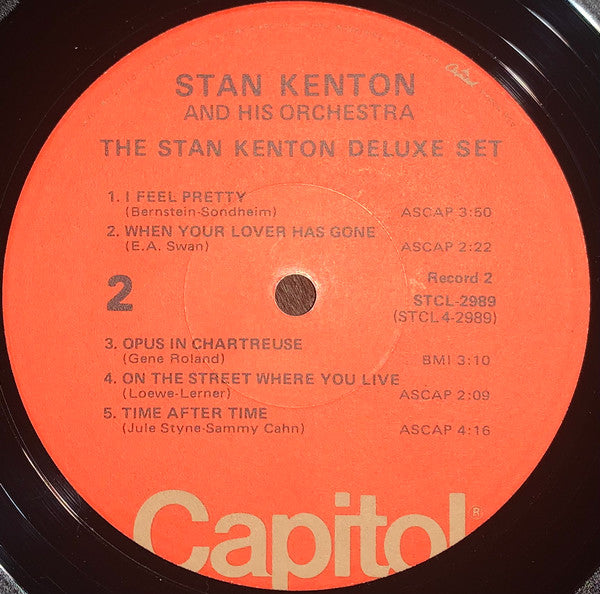 Capitol
STAN KENTON
AND HIS ORCHESTRA
THE STAN KENTON DELUXE SET
1. I FEEL PRETTY
(Bernstein-Sondheim) ASCAP 3:50
2. WHEN YOUR LOVER HAS GONE
(E.A. Swan) ASCAP 2:22
2
Record 2
STCL-2989
(STCL 4-2989)
3. OPUS IN CHARTREUSE
(Gene Roland) BMI 3:10
4. ON THE STREET WHERE YOU LIVE
(Loewe-Lerner) ASCAP 2:09
5. TIME AFTER TIME
(Jule Styne-Sammy Cahn) ASCAP 4:16
Capitol®